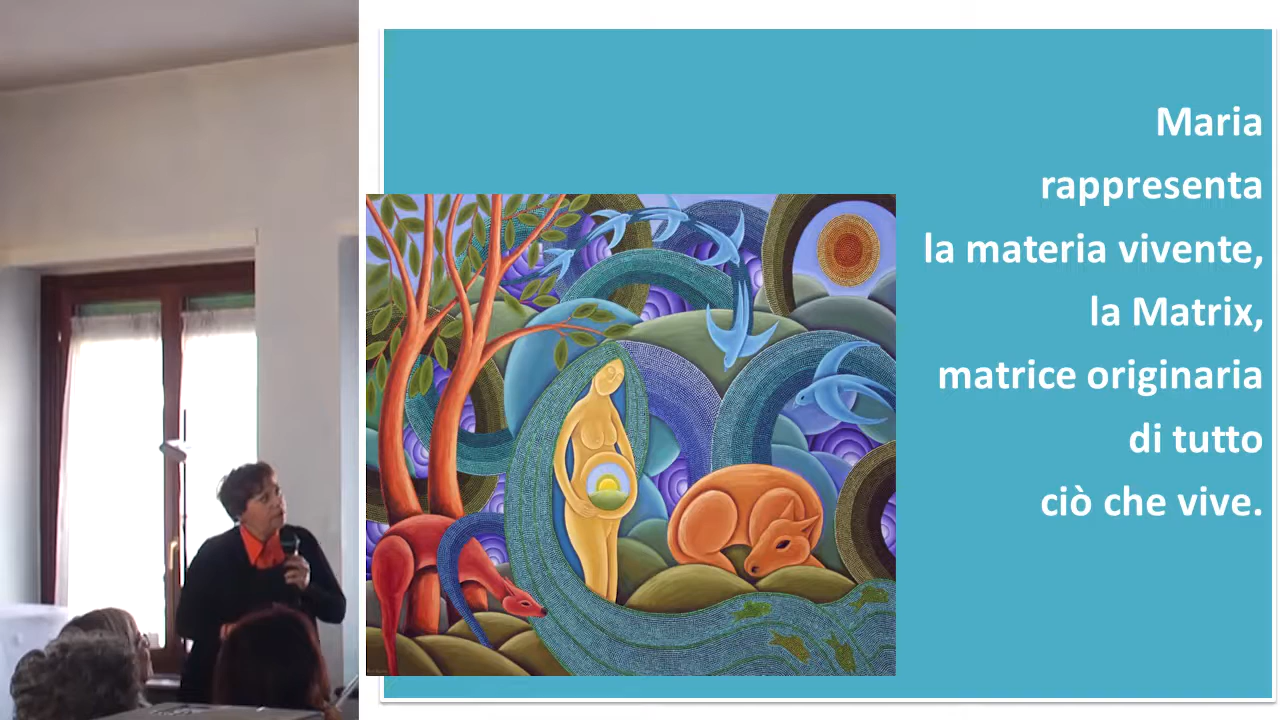 Maria
rappresenta
la materia vivente,
la Matrix,
matrice originaria
di tutto
ciò che vive.